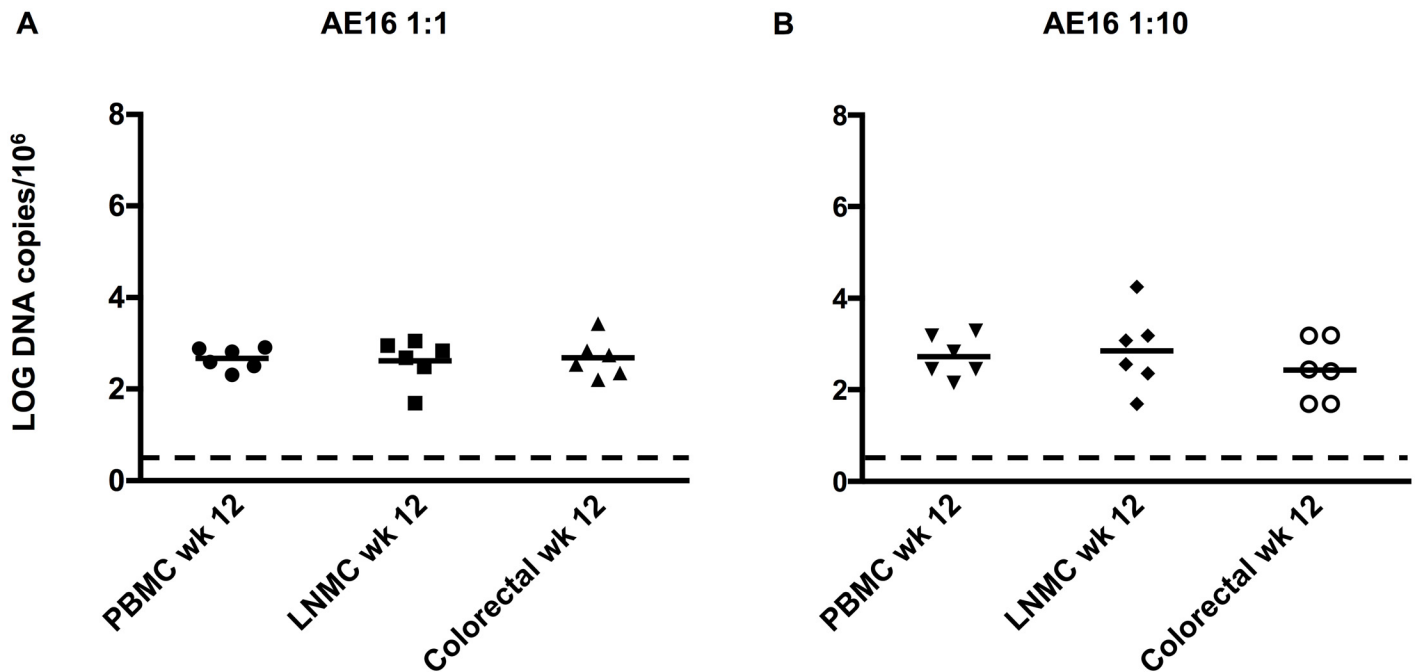 A
AE16 1:1
LOG DNA copies/10⁶
8
6
4
2
0
PBMC wk 12
LNMC wk 12
Colorectal wk 12
B
AE16 1:10
8
6
4
2
0
PBMC wk 12
LNMC wk 12
Colorectal wk 12